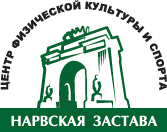 ЦЕНТР ФИЗИЧЕСКОЙ КУЛЬТУРЫ И СПОРТА
НАРВСКАЯ ЗАСТАВА